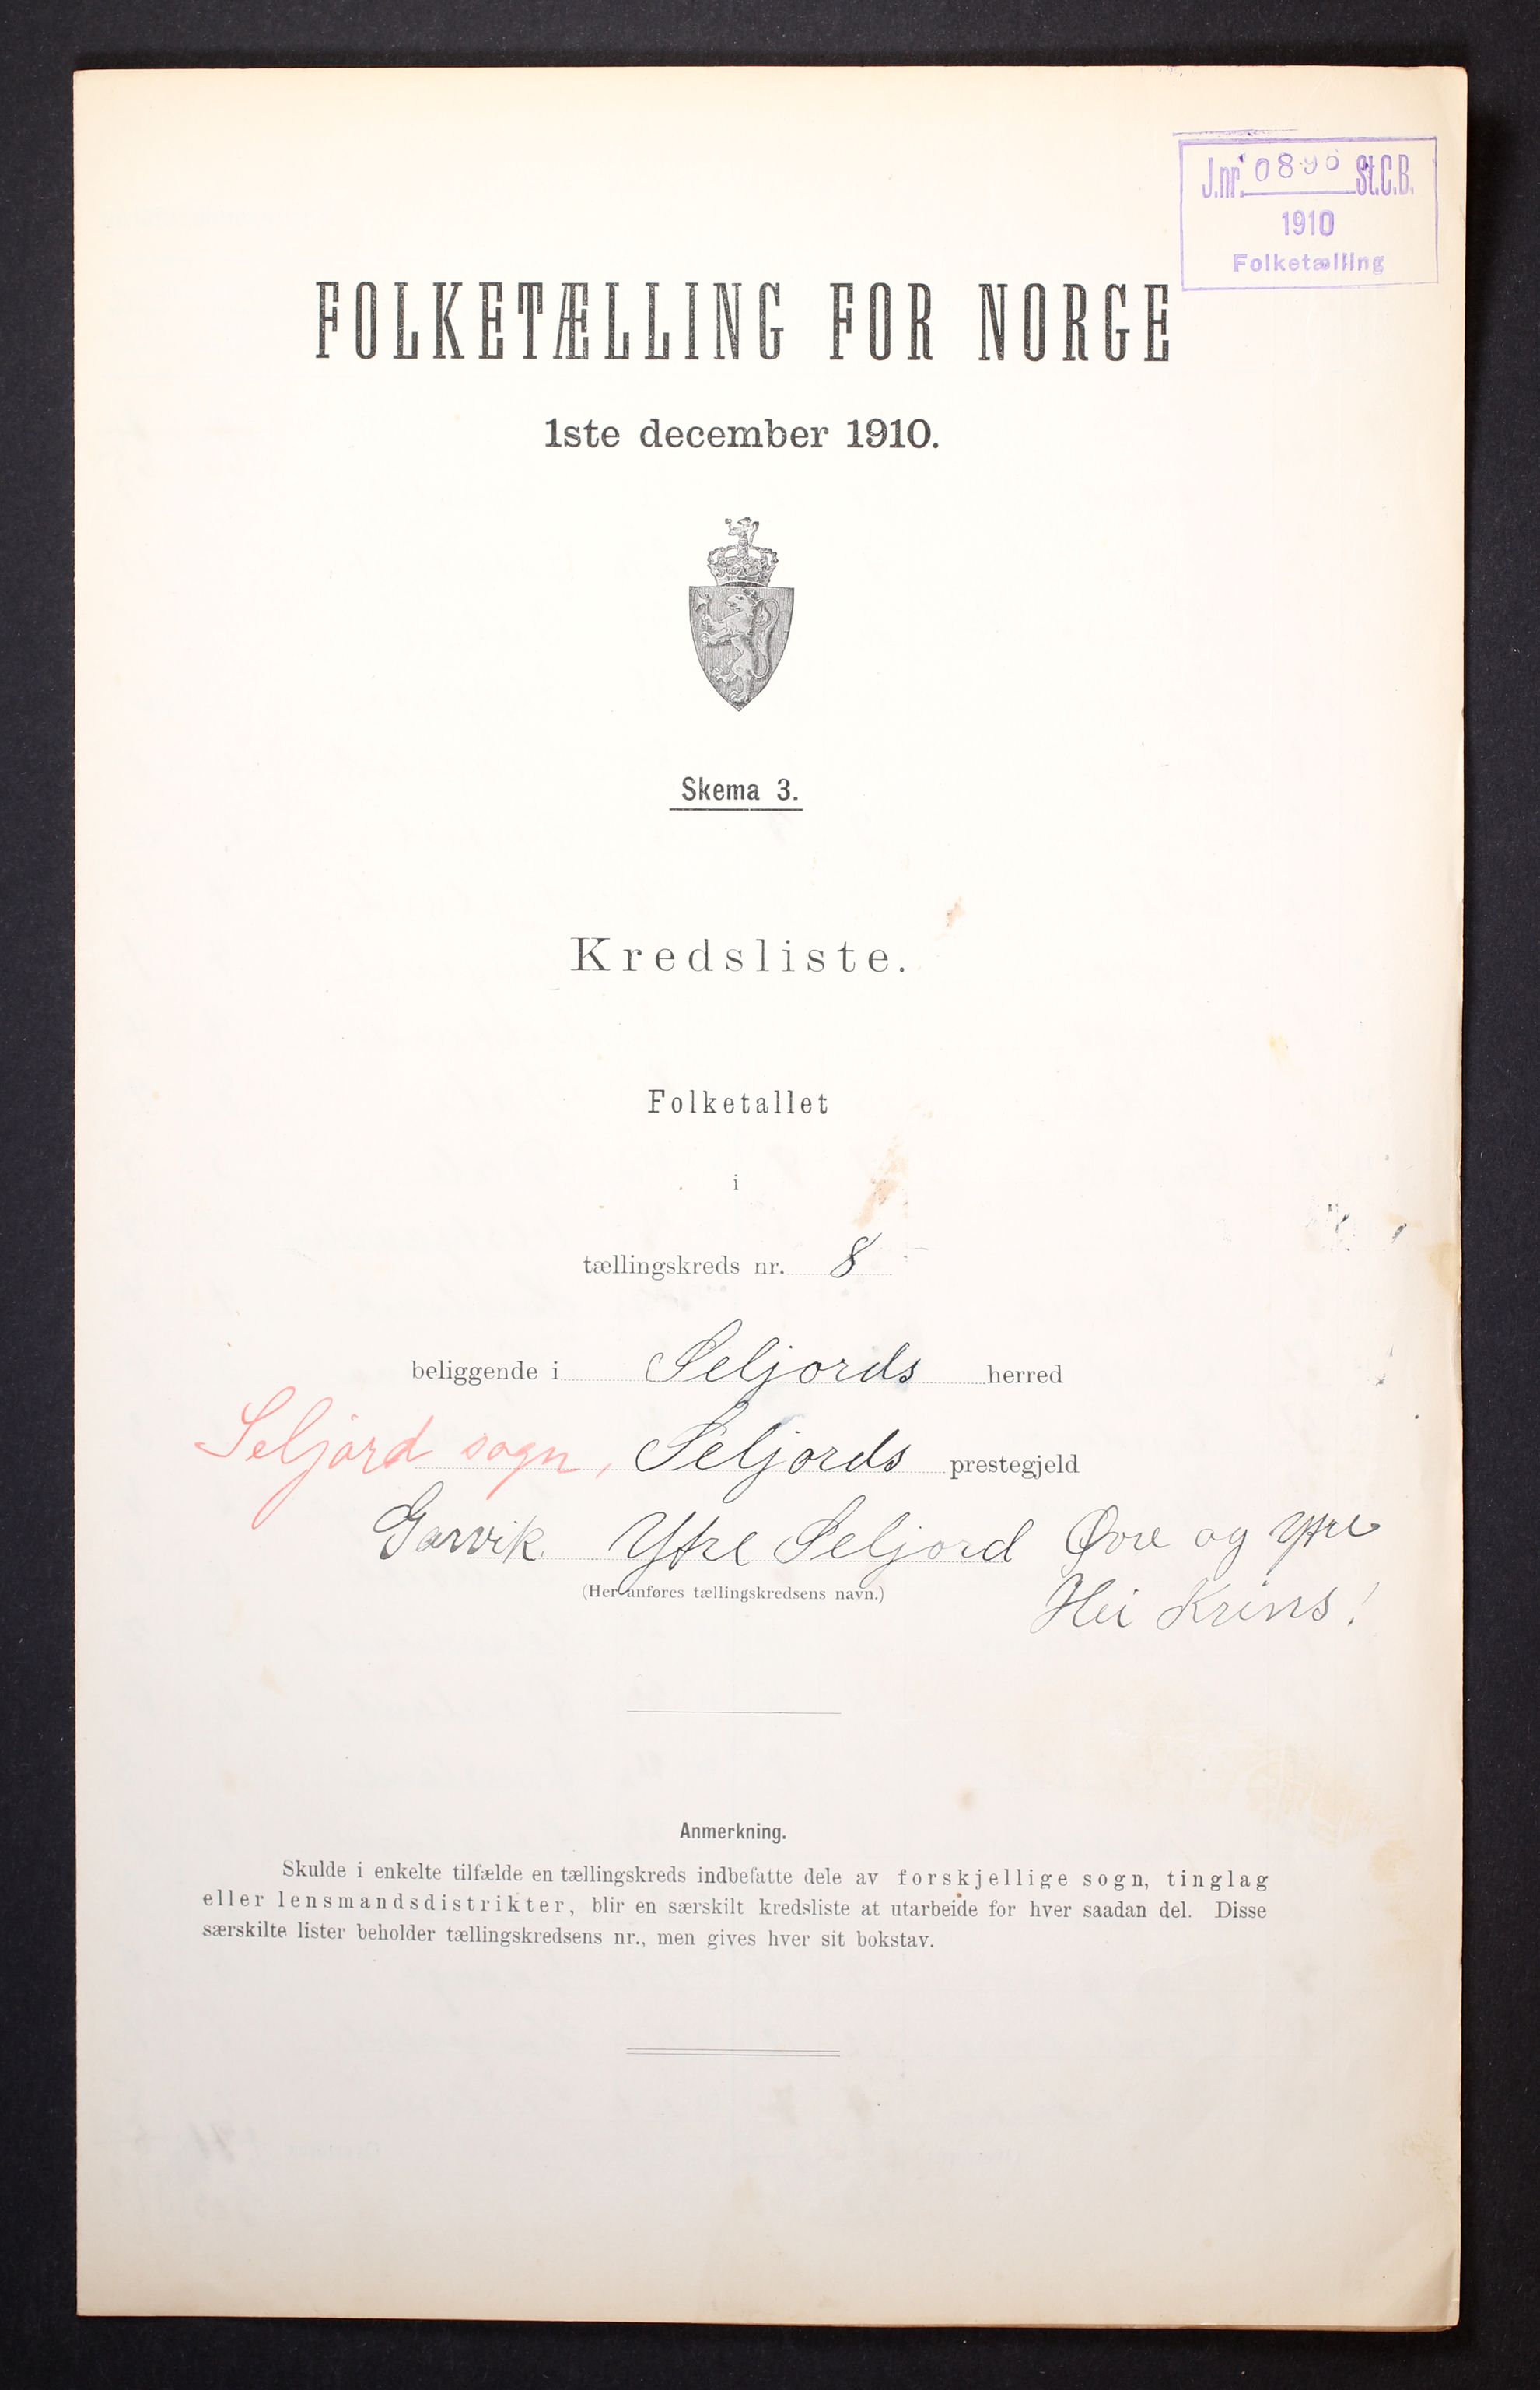 J.nr. 0896 St.C.B.
1910
Folketælling
FOLKETÆLLING FOR NORGE
1ste december 1910.
Skema 3.
Kredsliste.
Folketallet
i
tællingskreds nr. 8
beliggende i Seljords herred
Seljord sogn, Seljords prestegjeld
Garvik. Ytre Seljord Øvre og Ytre
(Her anføres tællingskredsens navn.)
Hei Krins!
Anmerkning.
Skulde i enkelte tilfælde en tællingskreds indbefatte dele av forskjellige sogn, tinglag
eller lensmandsdistrikter, blir en særskilt kredsliste at utarbeide for hver saadan del. Disse
særskilte lister beholder tællingskredsens nr., men gives hver sit bokstav.